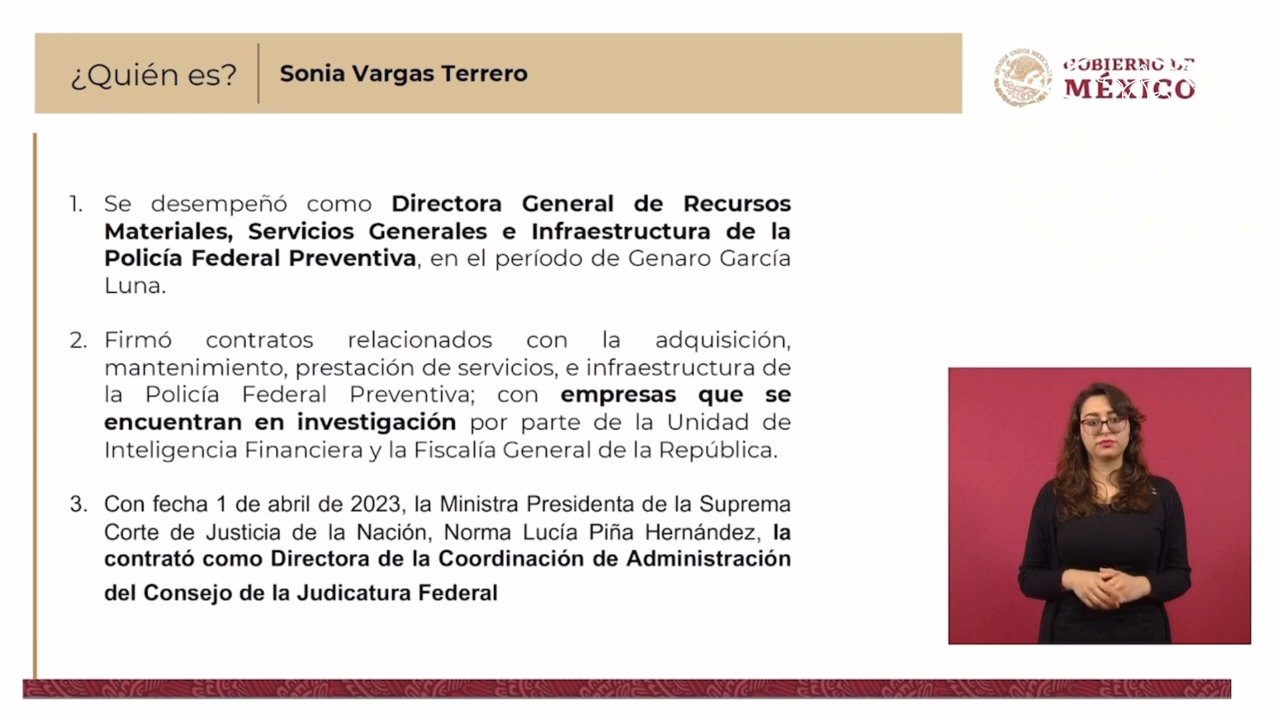 ¿Quién es?
Sonia Vargas Terrero
GOBIERNO DE
MÉXICO
1. Se desempeñó como Directora General de Recursos
Materiales, Servicios Generales e Infraestructura de la
Policía Federal Preventiva, en el período de Genaro García
Luna.
2. Firmó contratos relacionados con la adquisición,
mantenimiento, prestación de servicios, e infraestructura de
la Policía Federal Preventiva; con empresas que se
encuentran en investigación por parte de la Unidad de
Inteligencia Financiera y la Fiscalía General de la República.
3. Con fecha 1 de abril de 2023, la Ministra Presidenta de la Suprema
Corte de Justicia de la Nación, Norma Lucía Piña Hernández, la
contrató como Directora de la Coordinación de Administración
del Consejo de la Judicatura Federal